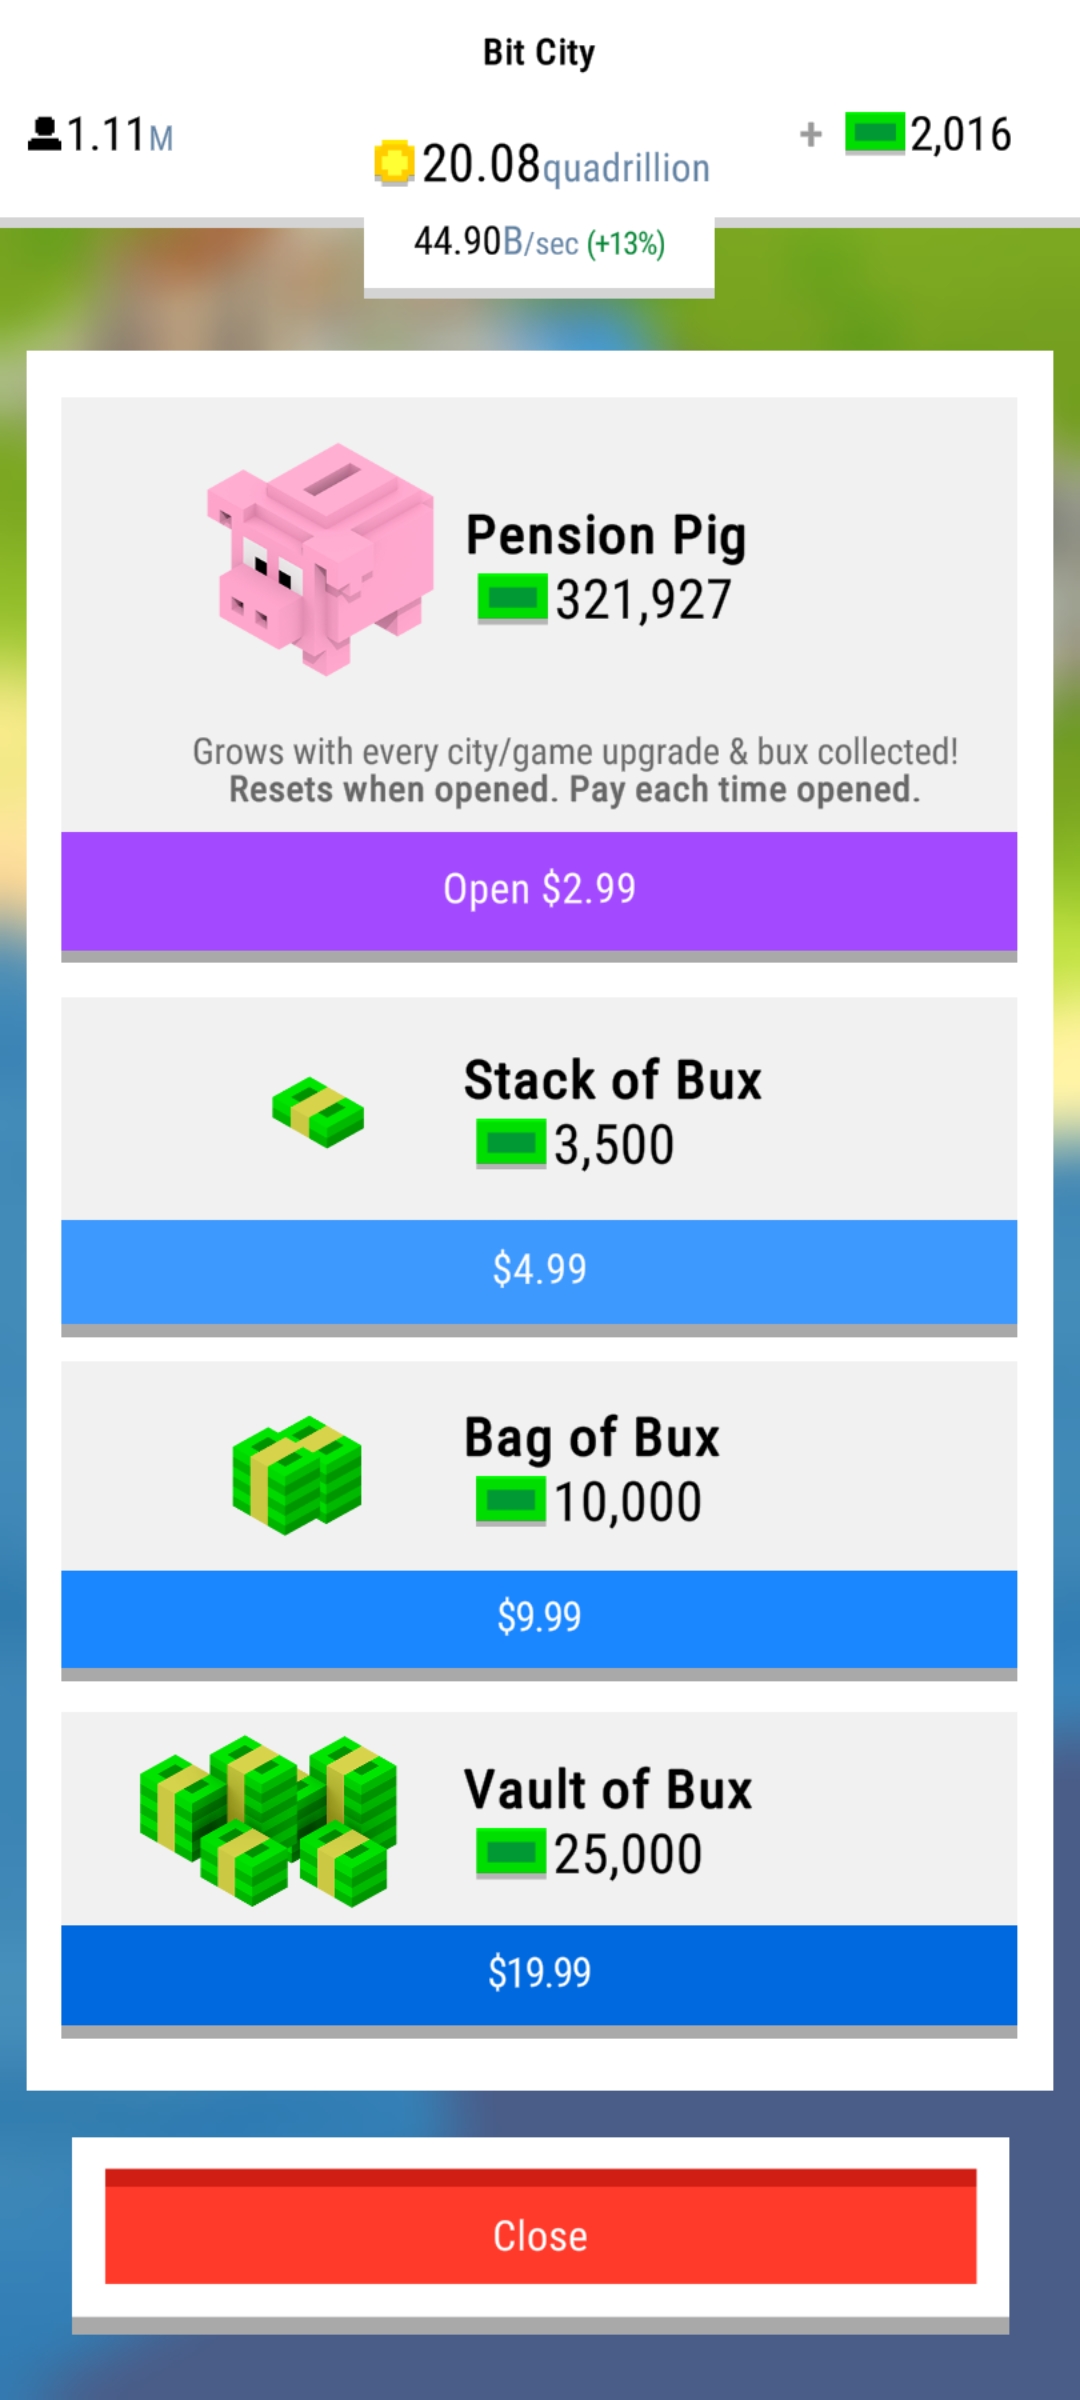 Bit City
1.11M
20.08quadrillion
+ 2,016
44.90B/sec (+13%)
Pension Pig
321,927
Grows with every city/game upgrade & bux collected!
Resets when opened. Pay each time opened.
Open $2.99
Stack of Bux
3,500
$4.99
Bag of Bux
10,000
$9.99
Vault of Bux
25,000
$19.99
Close